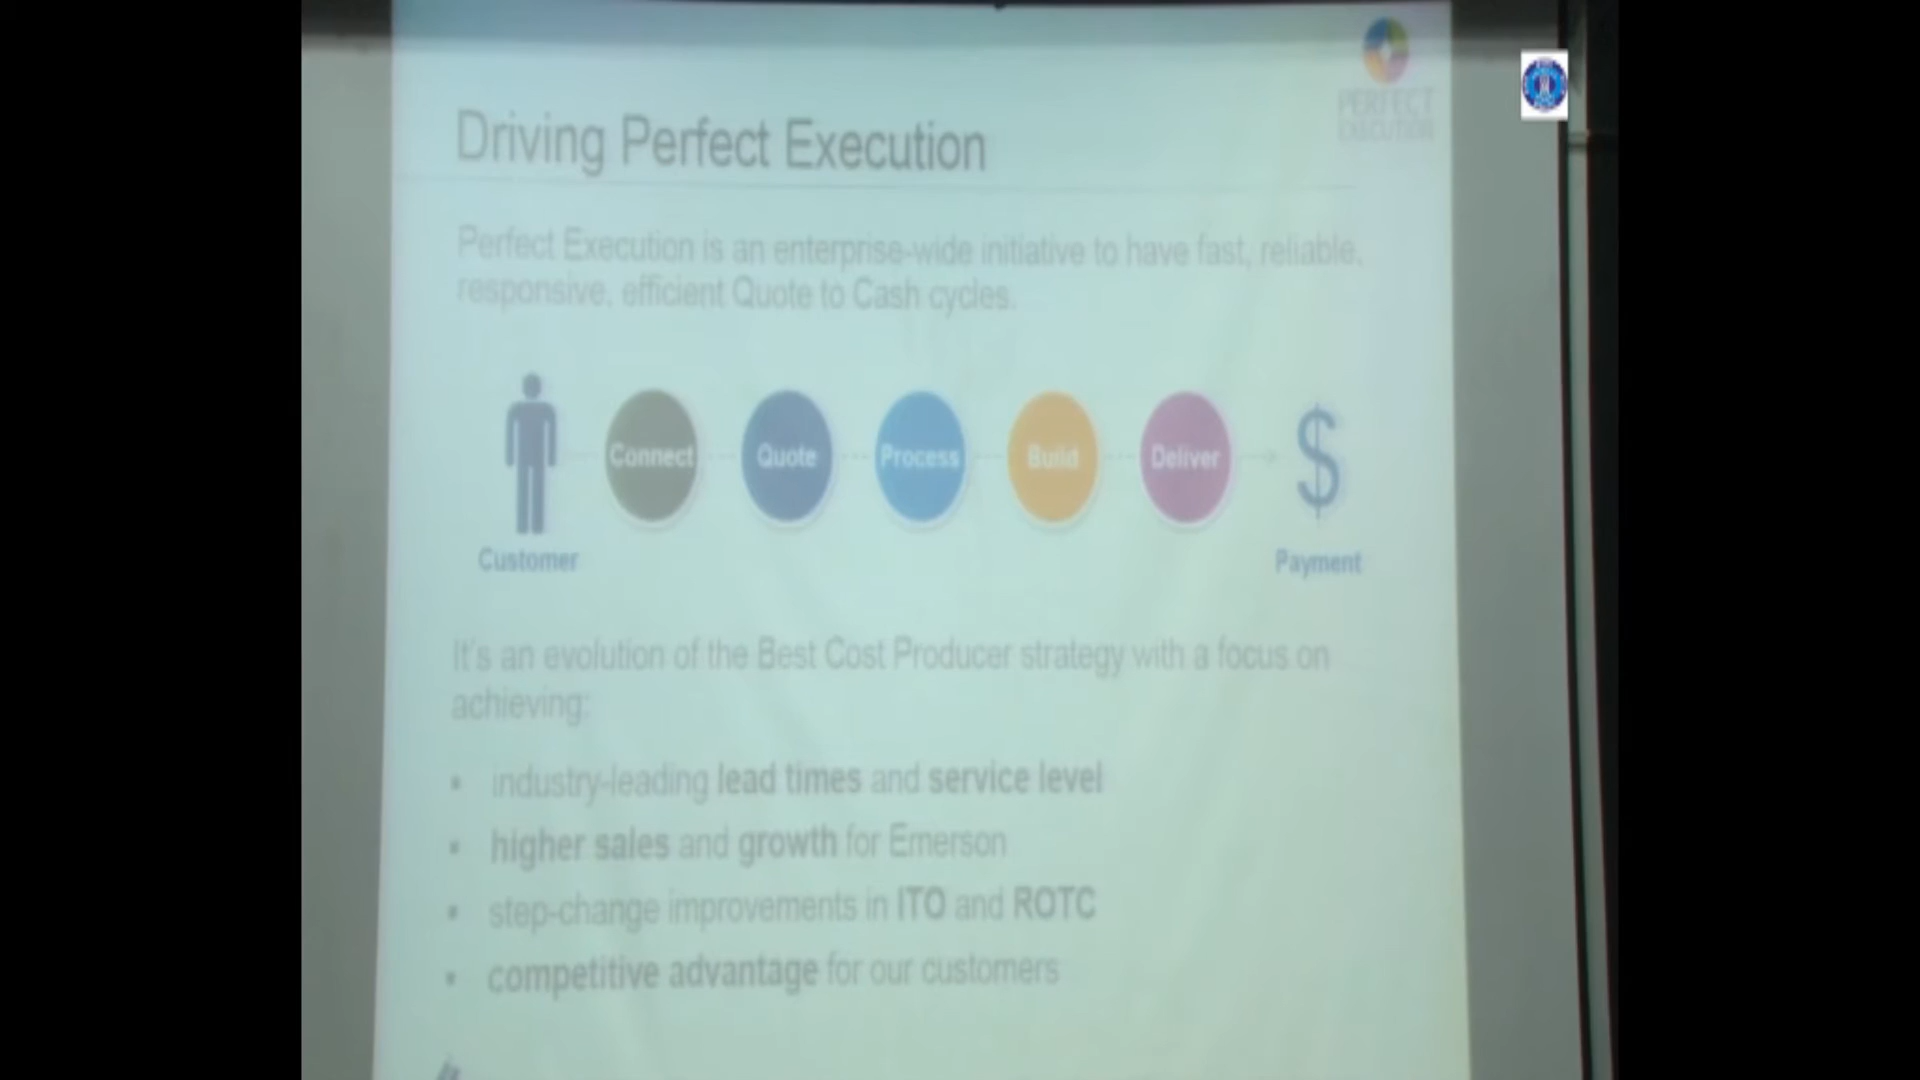 PERFECT
EXECUTION
Driving Perfect Execution
Perfect Execution is an enterprise-wide initiative to have fast, reliable,
responsive, efficient Quote to Cash cycles.
Connect
Quote
Process
Build
Deliver
$
Customer
Payment
It's an evolution of the Best Cost Producer strategy with a focus on
achieving:
• industry-leading lead times and service level
• higher sales and growth for Emerson
• step-change improvements in ITO and ROTC
• competitive advantage for our customers